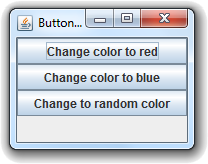 Button...
Change color to red
Change color to blue
Change to random color